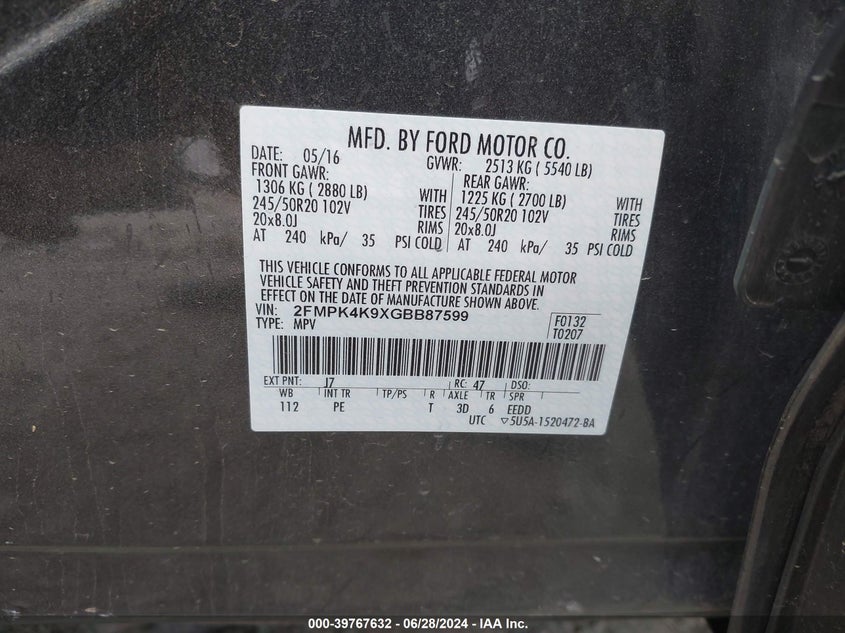 MFD. BY FORD MOTOR CO.
DATE: 05/16 GVWR: 2513 KG ( 5540 LB)
FRONT GAWR: REAR GAWR:
1306 KG ( 2880 LB) WITH 1225 KG ( 2700 LB) WITH
245/50R20 102V TIRES 245/50R20 102V TIRES
20x8.0J RIMS 20x8.0J RIMS
AT 240 kPa/ 35 PSI COLD AT 240 kPa/ 35 PSI COLD
THIS VEHICLE CONFORMS TO ALL APPLICABLE FEDERAL MOTOR
VEHICLE SAFETY AND THEFT PREVENTION STANDARDS IN
EFFECT ON THE DATE OF MANUFACTURE SHOWN ABOVE.
VIN: 2FMPK4K9XGBB87599 F0132
TYPE: MPV T0207
EXT PNT: J7 RC: 47 DSO:
WB INT TR TP/PS R AXLE TR SPR
112 PE T 3D 6 EEDD
UTC ▽5U5A-1520472-BA
000-39767632 - 06/28/2024 - IAA Inc.